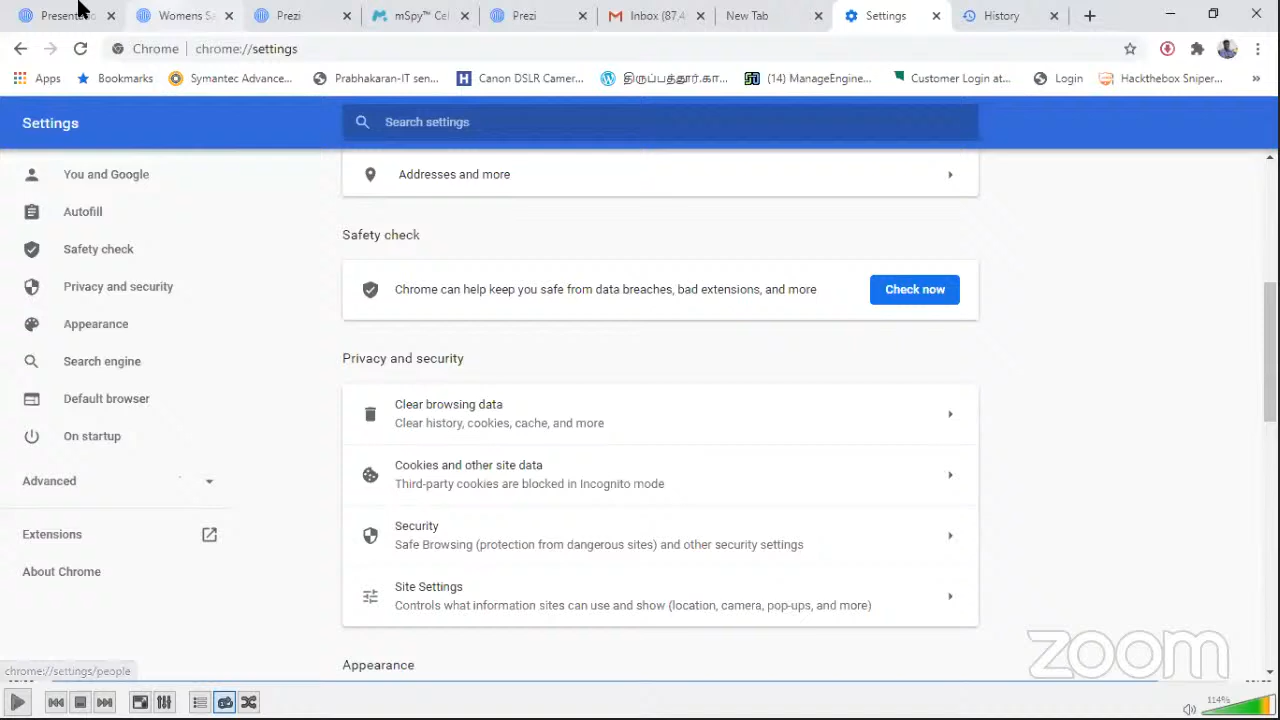 Present
Womens Sa
Prezi
mSpy™ Cel
Prezi
Inbox (87,4
New Tab
Settings
History
Chrome
chrome://settings
Apps
Bookmarks
Symantec Advance...
Prabhakaran-IT sen...
Canon DSLR Camer...
திருப்பத்தூர்.கா...
(14) ManageEngine...
Customer Login at...
Login
Hackthebox Sniper...
»
Settings
Search settings
You and Google
Autofill
Safety check
Privacy and security
Appearance
Search engine
Default browser
On startup
Advanced
Extensions
About Chrome
Addresses and more
Safety check
Chrome can help keep you safe from data breaches, bad extensions, and more
Check now
Privacy and security
Clear browsing data
Clear history, cookies, cache, and more
Cookies and other site data
Third-party cookies are blocked in Incognito mode
Security
Safe Browsing (protection from dangerous sites) and other security settings
Site Settings
Controls what information sites can use and show (location, camera, pop-ups, and more)
Appearance
zoom
chrome://settings/people
114%